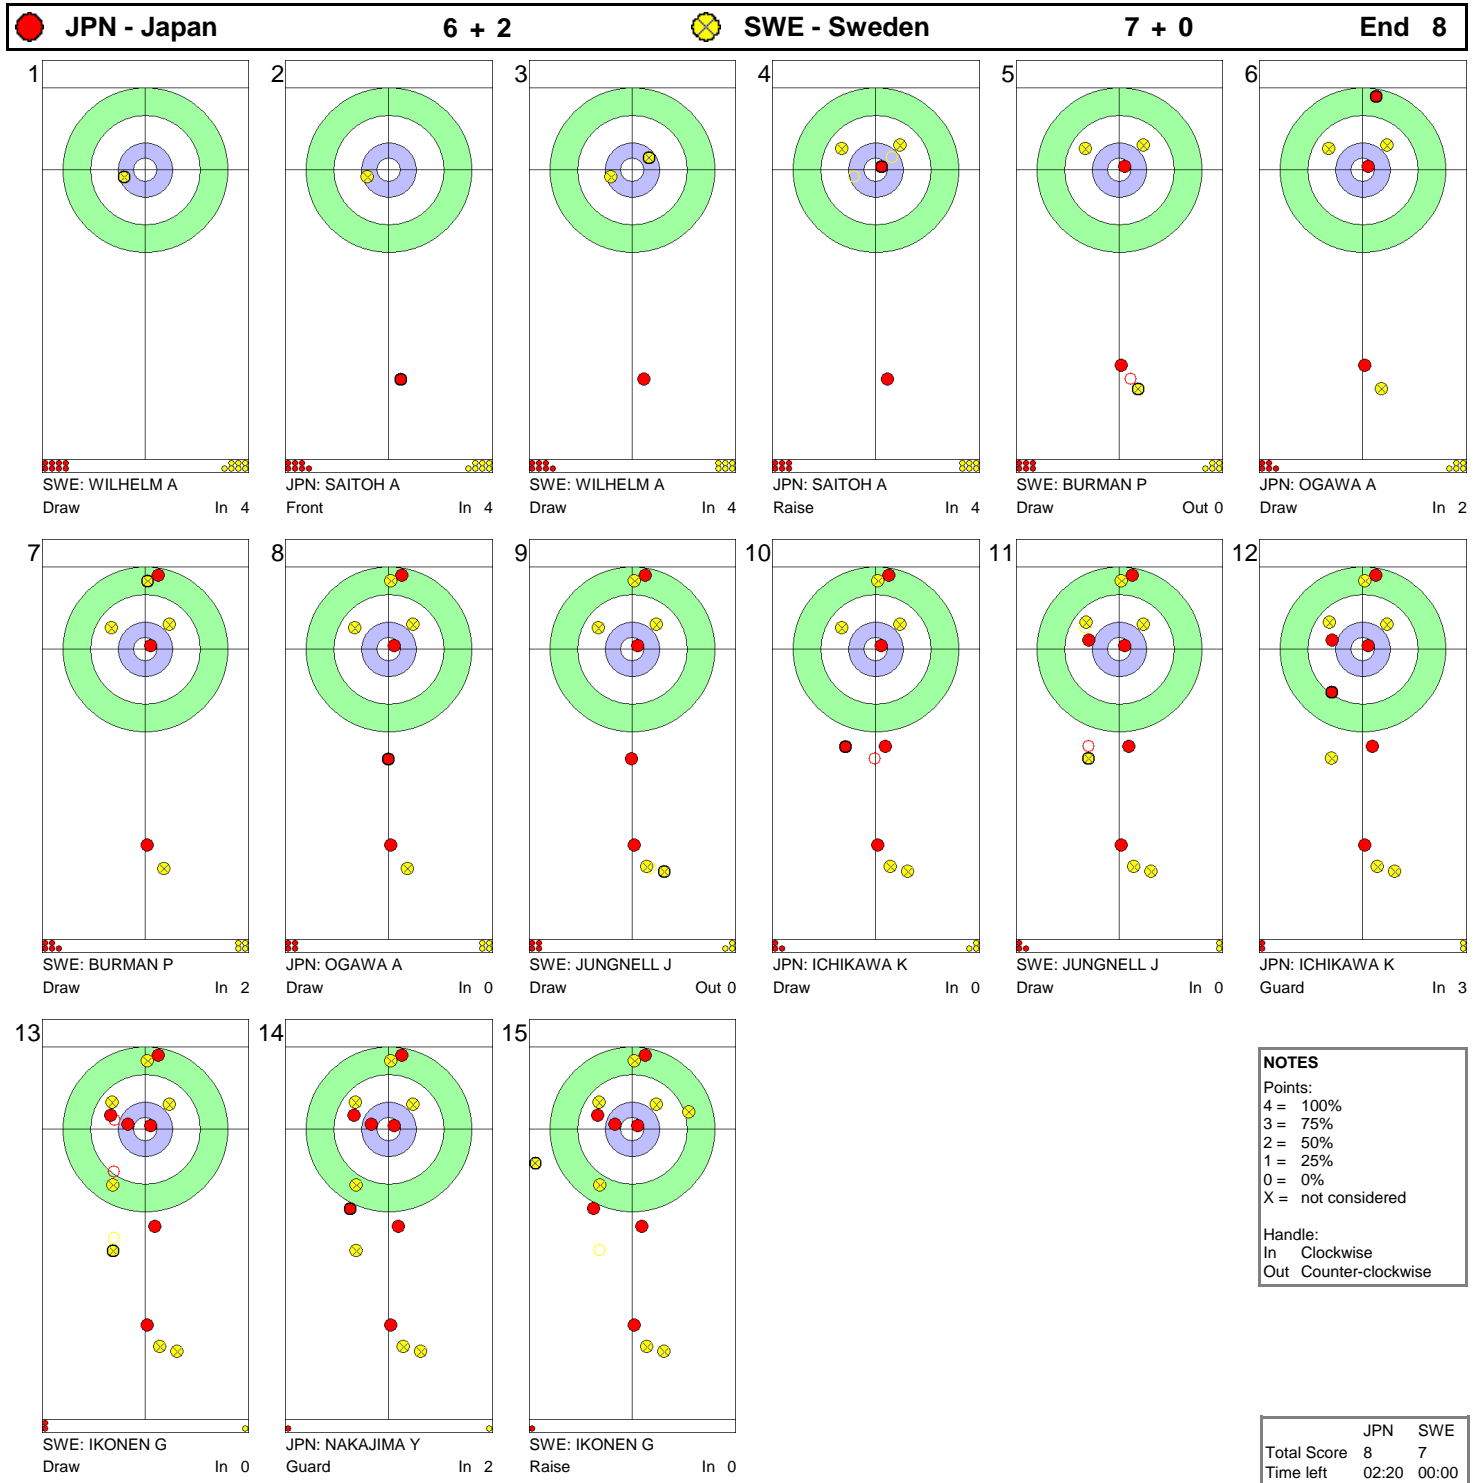 JPN - Japan 6 + 2 SWE - Sweden 7 + 0 End 8
1 2 3 4 5 6
SWE: WILHELM A JPN: SAITOH A SWE: WILHELM A JPN: SAITOH A SWE: BURMAN P JPN: OGAWA A
Draw In 4 Front In 4 Draw In 4 Raise In 4 Draw Out 0 Draw In 2
7 8 9 10 11 12
SWE: BURMAN P JPN: OGAWA A SWE: JUNGNELL J JPN: ICHIKAWA K SWE: JUNGNELL J JPN: ICHIKAWA K
Draw In 2 Draw In 0 Draw Out 0 Draw In 0 Draw In 0 Guard In 3
13 14 15
SWE: IKONEN G JPN: NAKAJIMA Y SWE: IKONEN G
Draw In 0 Guard In 2 Raise In 0
NOTES
Points:
4 = 100%
3 = 75%
2 = 50%
1 = 25%
0 = 0%
X = not considered
Handle:
In Clockwise
Out Counter-clockwise
JPN SWE
Total Score 8 7
Time left 02:20 00:00